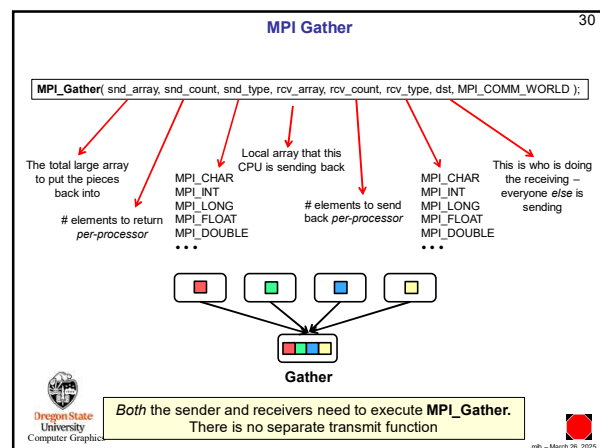 MPI Gather
30
MPI_Gather( snd_array, snd_count, snd_type, rcv_array, rcv_count, rcv_type, dst, MPI_COMM_WORLD );
The total large array
to put the pieces
back into
# elements to return
per-processor
MPI_CHAR
MPI_INT
MPI_LONG
MPI_FLOAT
MPI_DOUBLE
• • •
Local array that this
CPU is sending back
# elements to send
back per-processor
MPI_CHAR
MPI_INT
MPI_LONG
MPI_FLOAT
MPI_DOUBLE
• • •
This is who is doing
the receiving –
everyone else is
sending
Gather
Oregon State
University
Computer Graphics
Both the sender and receivers need to execute MPI_Gather.
There is no separate transmit function
mjb – March 26, 2025